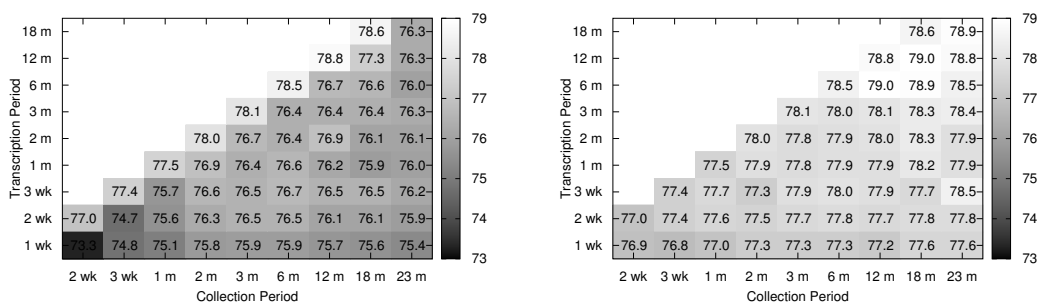 Transcription Period
18 m 78.6 76.3
12 m 78.8 77.3 76.3
6 m 78.5 76.7 76.6 76.0
3 m 78.1 76.4 76.4 76.4 76.3
2 m 78.0 76.7 76.4 76.9 76.1 76.1
1 m 77.5 76.9 76.4 76.6 76.2 75.9 76.0
3 wk 77.4 75.7 76.6 76.5 76.7 76.5 76.5 76.2
2 wk 77.0 74.7 75.6 76.3 76.5 76.5 76.1 76.1 75.9
1 wk 73.3 74.8 75.1 75.8 75.9 75.9 75.7 75.6 75.4
2 wk 3 wk 1 m 2 m 3 m 6 m 12 m 18 m 23 m
Collection Period
79
78
77
76
75
74
73
Transcription Period
18 m 78.6 78.9
12 m 78.8 79.0 78.8
6 m 78.5 79.0 78.9 78.5
3 m 78.1 78.0 78.1 78.3 78.4
2 m 78.0 77.8 77.9 78.0 78.3 77.9
1 m 77.5 77.9 77.8 77.9 77.9 78.2 77.9
3 wk 77.4 77.7 77.3 77.9 78.0 77.9 77.7 78.5
2 wk 77.0 77.4 77.6 77.5 77.7 77.8 77.7 77.8 77.8
1 wk 76.9 76.8 77.0 77.3 77.3 77.3 77.2 77.6 77.6
2 wk 3 wk 1 m 2 m 3 m 6 m 12 m 18 m 23 m
Collection Period
79
78
77
76
75
74
73